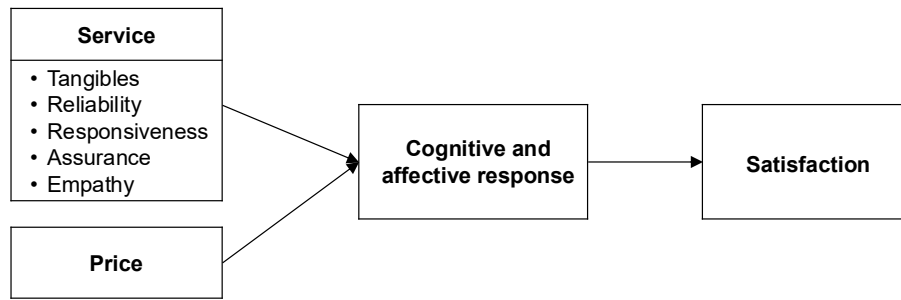 Service
• Tangibles
• Reliability
• Responsiveness
• Assurance
• Empathy
Price
Cognitive and
affective response
Satisfaction